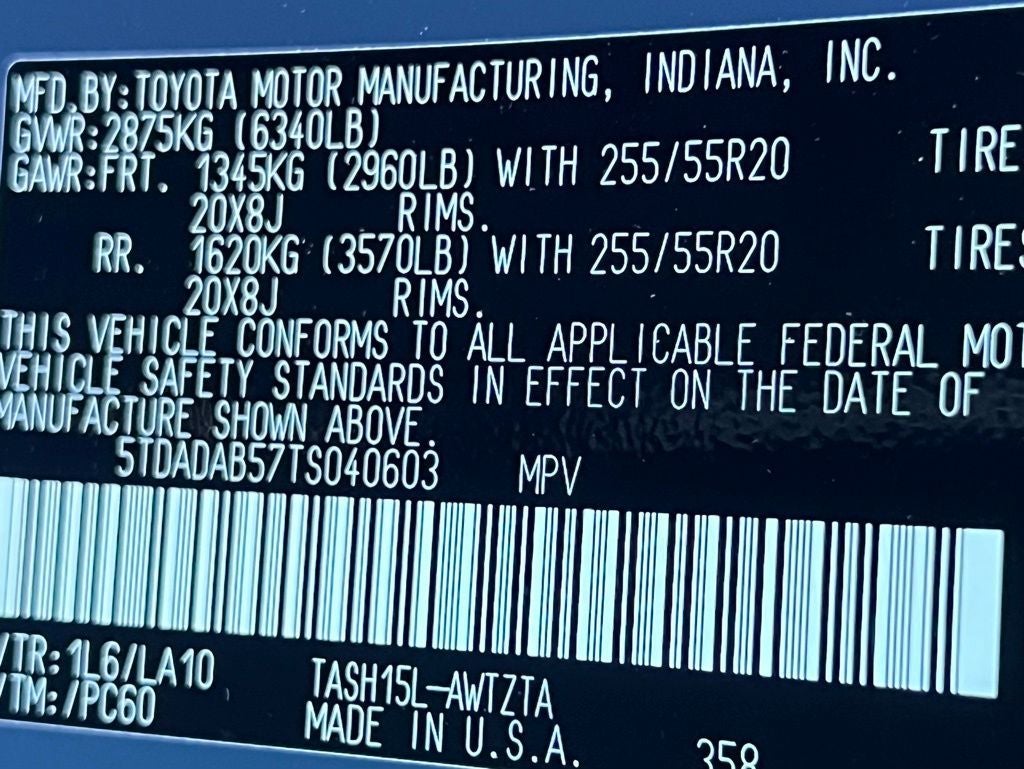 MFD.BY:TOYOTA MOTOR MANUFACTURING, INDIANA, INC.
GVWR:2875KG (6340LB)
GAWR:FRT. 1345KG (2960LB) WITH 255/55R20 TIRE
20X8J RIMS.
RR. 1620KG (3570LB) WITH 255/55R20 TIRES
20X8J RIMS.
THIS VEHICLE CONFORMS TO ALL APPLICABLE FEDERAL MOT
VEHICLE SAFETY STANDARDS IN EFFECT ON THE DATE OF
MANUFACTURE SHOWN ABOVE.
5TDADAB57TS040603 MPV
/TR:1L6/LA10 TASH15L-AWTZTA
/TM:/PC60 MADE IN U.S.A. 358